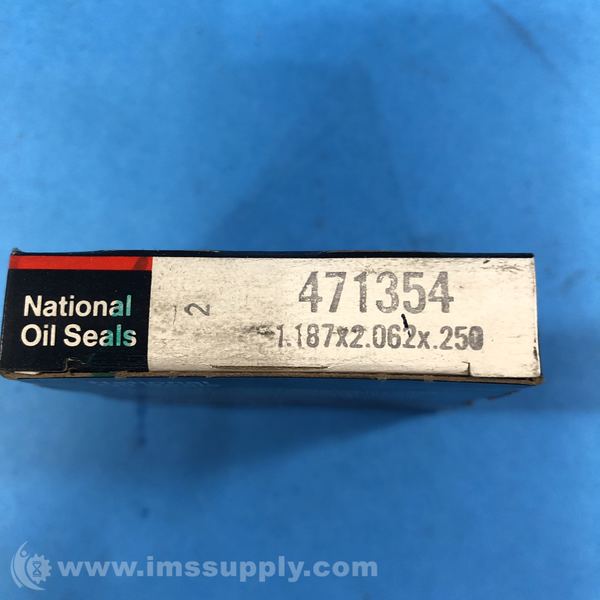 National
Oil Seals
2
471354
1.187x2.062x.250
www.imssupply.com